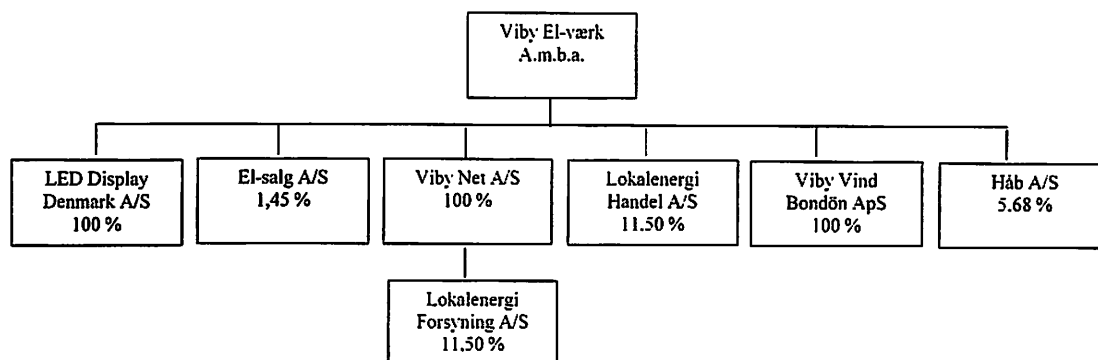 Viby El-værk
A.m.b.a.
LED Display
Denmark A/S
100 %
El-salg A/S
1,45 %
Viby Net A/S
100 %
Lokalenergi
Handel A/S
11.50 %
Viby Vind
Bondön ApS
100 %
Håb A/S
5.68 %
Lokalenergi
Forsyning A/S
11,50 %